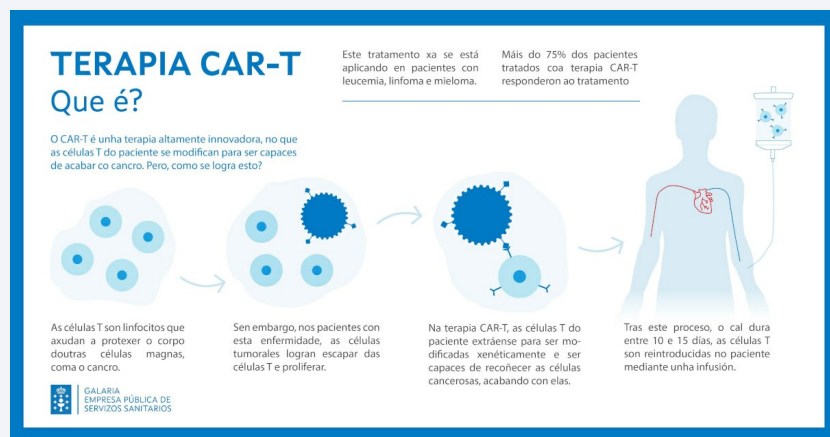 TERAPIA CAR-T
Que é?
Este tratamento xa se está
aplicando en pacientes con
leucemia, linfoma e mieloma.
Máis do 75% dos pacientes
tratados coa terapia CAR-T
responderon ao tratamento
O CAR-T é unha terapia altamente innovadora, no que
as células T do paciente se modifican para ser capaces
de acabar co cancro. Pero, como se logra esto?
As células T son linfocitos que
axudan a protexer o corpo
doutras células magnas,
coma o cancro.
Sen embargo, nos pacientes con
esta enfermidade, as células
tumorales logran escapar das
células T e proliferar.
Na terapia CAR-T, as células T do
paciente extráense para ser mo-
dificadas xenéticamente e ser
capaces de recoñecer as células
cancerosas, acabando con elas.
Tras este proceso, o cal dura
entre 10 e 15 días, as células T
son reintroducidas no paciente
mediante unha infusión.
GALARIA
EMPRESA PÚBLICA DE
SERVIZOS SANITARIOS